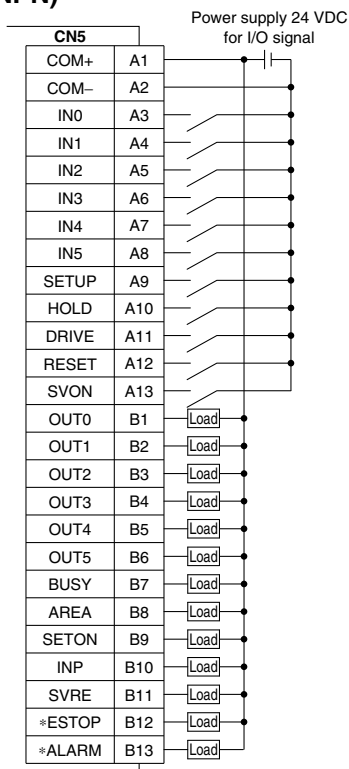 NPN)
Power supply 24 VDC
for I/O signal
CN5
COM+ A1
COM− A2
IN0 A3
IN1 A4
IN2 A5
IN3 A6
IN4 A7
IN5 A8
SETUP A9
HOLD A10
DRIVE A11
RESET A12
SVON A13
OUT0 B1 Load
OUT1 B2 Load
OUT2 B3 Load
OUT3 B4 Load
OUT4 B5 Load
OUT5 B6 Load
BUSY B7 Load
AREA B8 Load
SETON B9 Load
INP B10 Load
SVRE B11 Load
∗ESTOP B12 Load
∗ALARM B13 Load